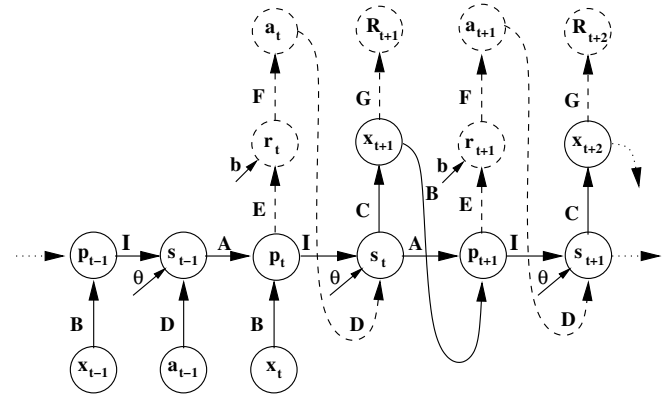 a_t R_{t+1} a_{t+1} R_{t+2}
F G F G
r_t x_{t+1} r_{t+1} x_{t+2}
b b
E C B E C
I A I A I
p_{t-1} s_{t-1} p_t s_t p_{t+1} s_{t+1}
θ θ θ
B D B D D
x_{t-1} a_{t-1} x_t